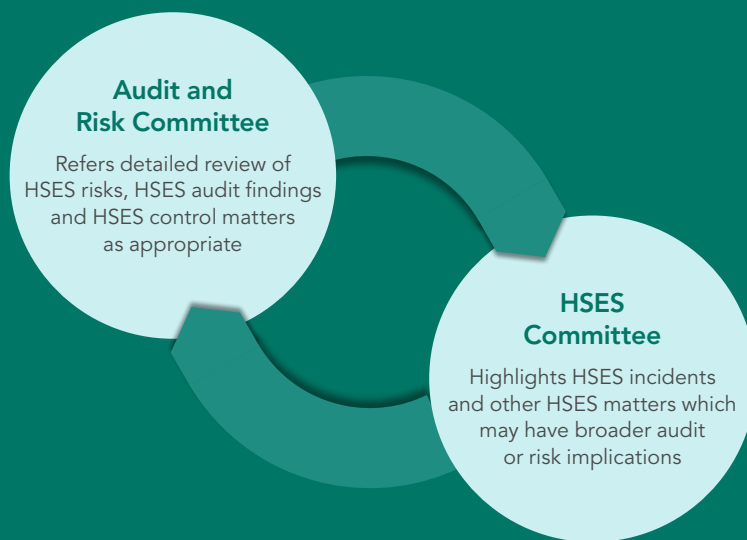 Audit and
Risk Committee
Refers detailed review of
HSES risks, HSES audit findings
and HSES control matters
as appropriate
HSES
Committee
Highlights HSES incidents
and other HSES matters which
may have broader audit
or risk implications